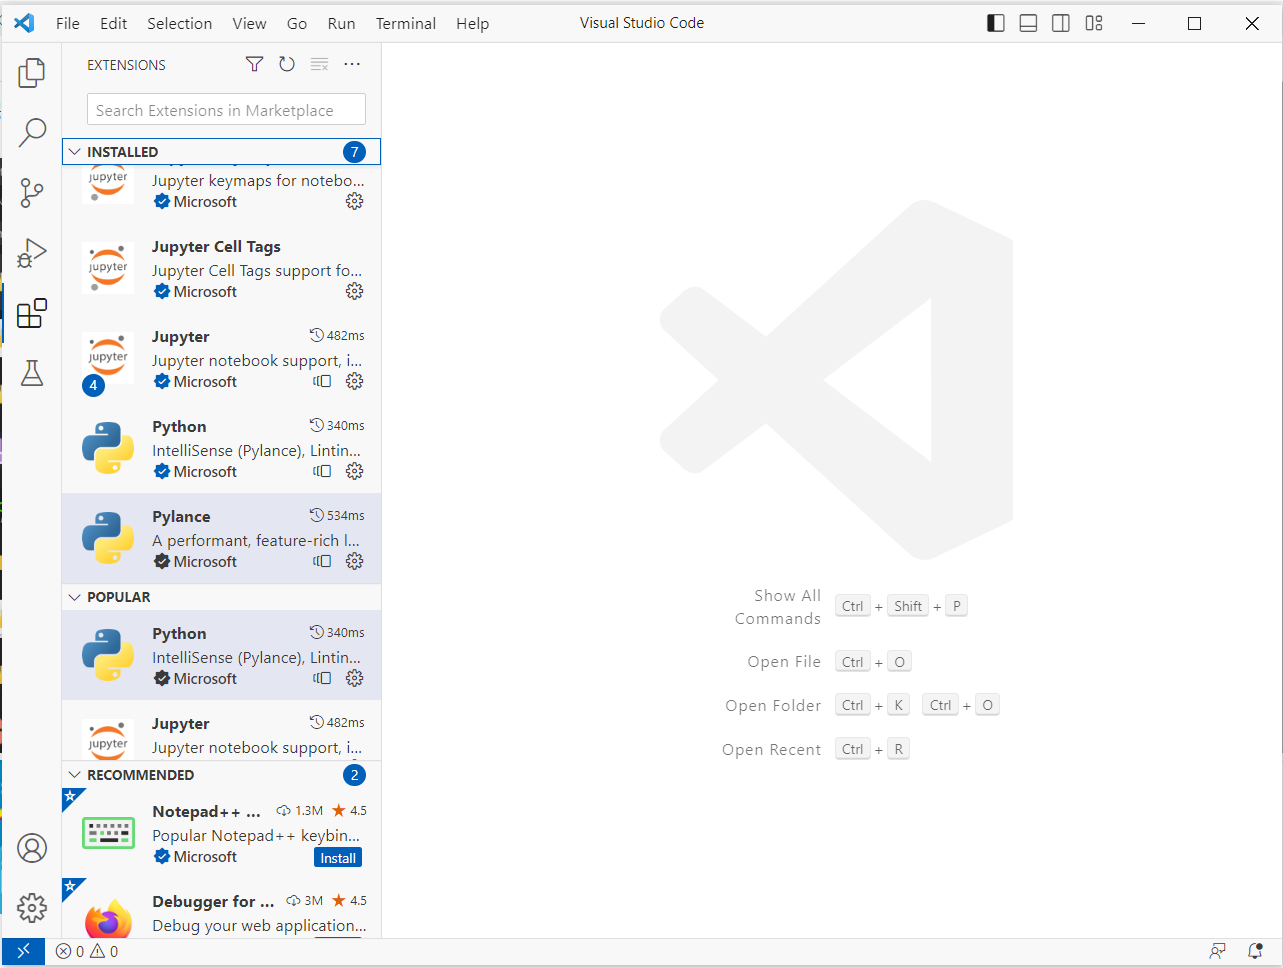 File Edit Selection View Go Run Terminal Help Visual Studio Code
EXTENSIONS
Search Extensions in Marketplace
INSTALLED 7
jupyter
Jupyter keymaps for notebo...
Microsoft
Jupyter Cell Tags
jupyter
Jupyter Cell Tags support fo...
Microsoft
Jupyter 482ms
jupyter
Jupyter notebook support, i...
4 Microsoft
Python 340ms
IntelliSense (Pylance), Lintin...
Microsoft
Pylance 534ms
A performant, feature-rich l...
Microsoft
POPULAR
Python 340ms
IntelliSense (Pylance), Lintin...
Microsoft
Jupyter 482ms
jupyter
Jupyter notebook support, i...
RECOMMENDED 2
Notepad++ ... 1.3M 4.5
Popular Notepad++ keybin...
Microsoft Install
Debugger for ... 3M 4.5
Debug your web application...
Show All
Commands Ctrl + Shift + P
Open File Ctrl + O
Open Folder Ctrl + K Ctrl + O
Open Recent Ctrl + R
0 0